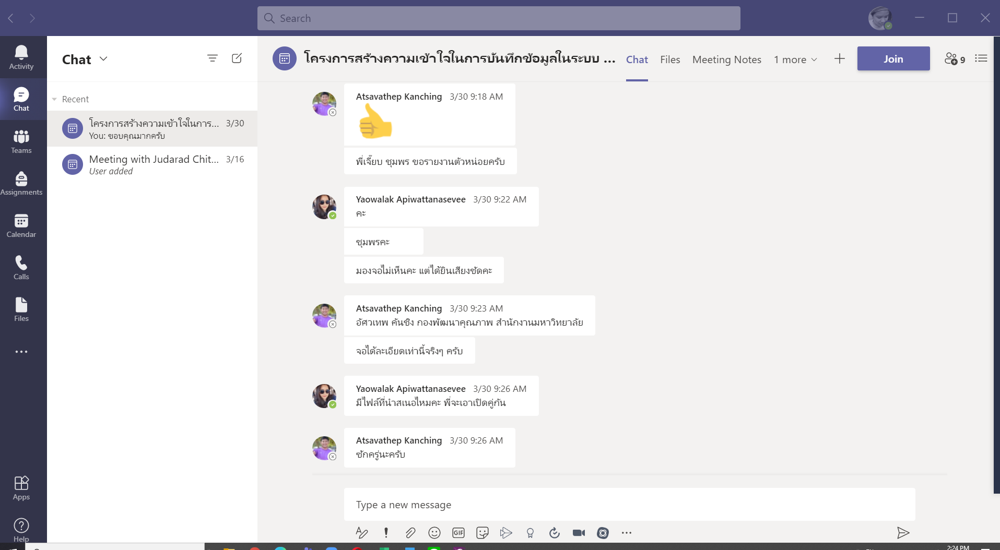 Search
Activity
Chat
Teams
Assignments
Calendar
Calls
Files
Apps
Help
Chat
Recent
โครงการสร้างความเข้าใจในการ... 3/30
You: ขอบคุณมากครับ
Meeting with Judarad Chit... 3/16
User added
โครงการสร้างความเข้าใจในการบันทึกข้อมูลในระบบ ... Chat Files Meeting Notes 1 more Join 9
Atsavathep Kanching 3/30 9:18 AM
พี่เจี๊ยบ ชุมพร ขอรายงานตัวหน่อยครับ
Yaowalak Apiwattanasevee 3/30 9:22 AM
คะ
ชุมพรคะ
มองจอไม่เห็นคะ แต่ได้ยินเสียงชัดคะ
Atsavathep Kanching 3/30 9:23 AM
อัศวเทพ คันชิง กองพัฒนาคุณภาพ สำนักงานมหาวิทยาลัย
จอได้ละเอียดเท่านี้จริงๆ ครับ
Yaowalak Apiwattanasevee 3/30 9:26 AM
มีไฟล์ที่นำสเนอไหมคะ พี่จะเอาเปิดคู่กัน
Atsavathep Kanching 3/30 9:26 AM
ซักครู่นะครับ
Type a new message
GIF
2:24 PM